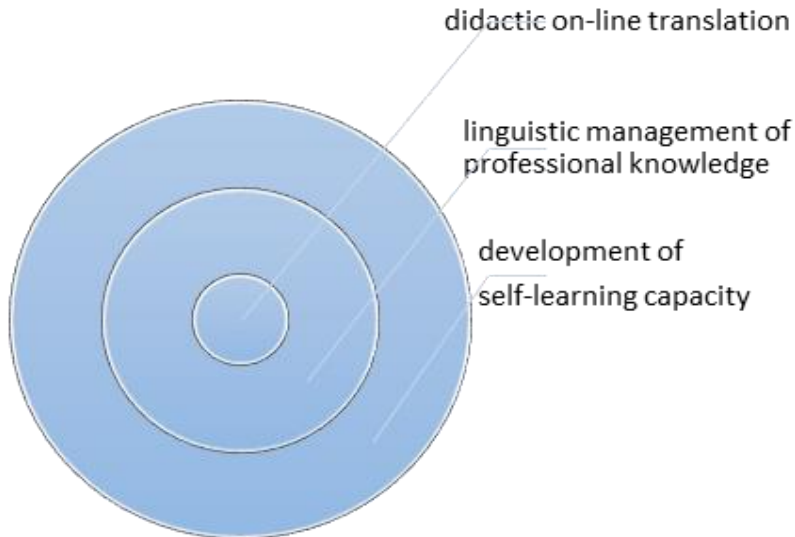 didactic on-line translation
linguistic management of
professional knowledge
development of
self-learning capacity